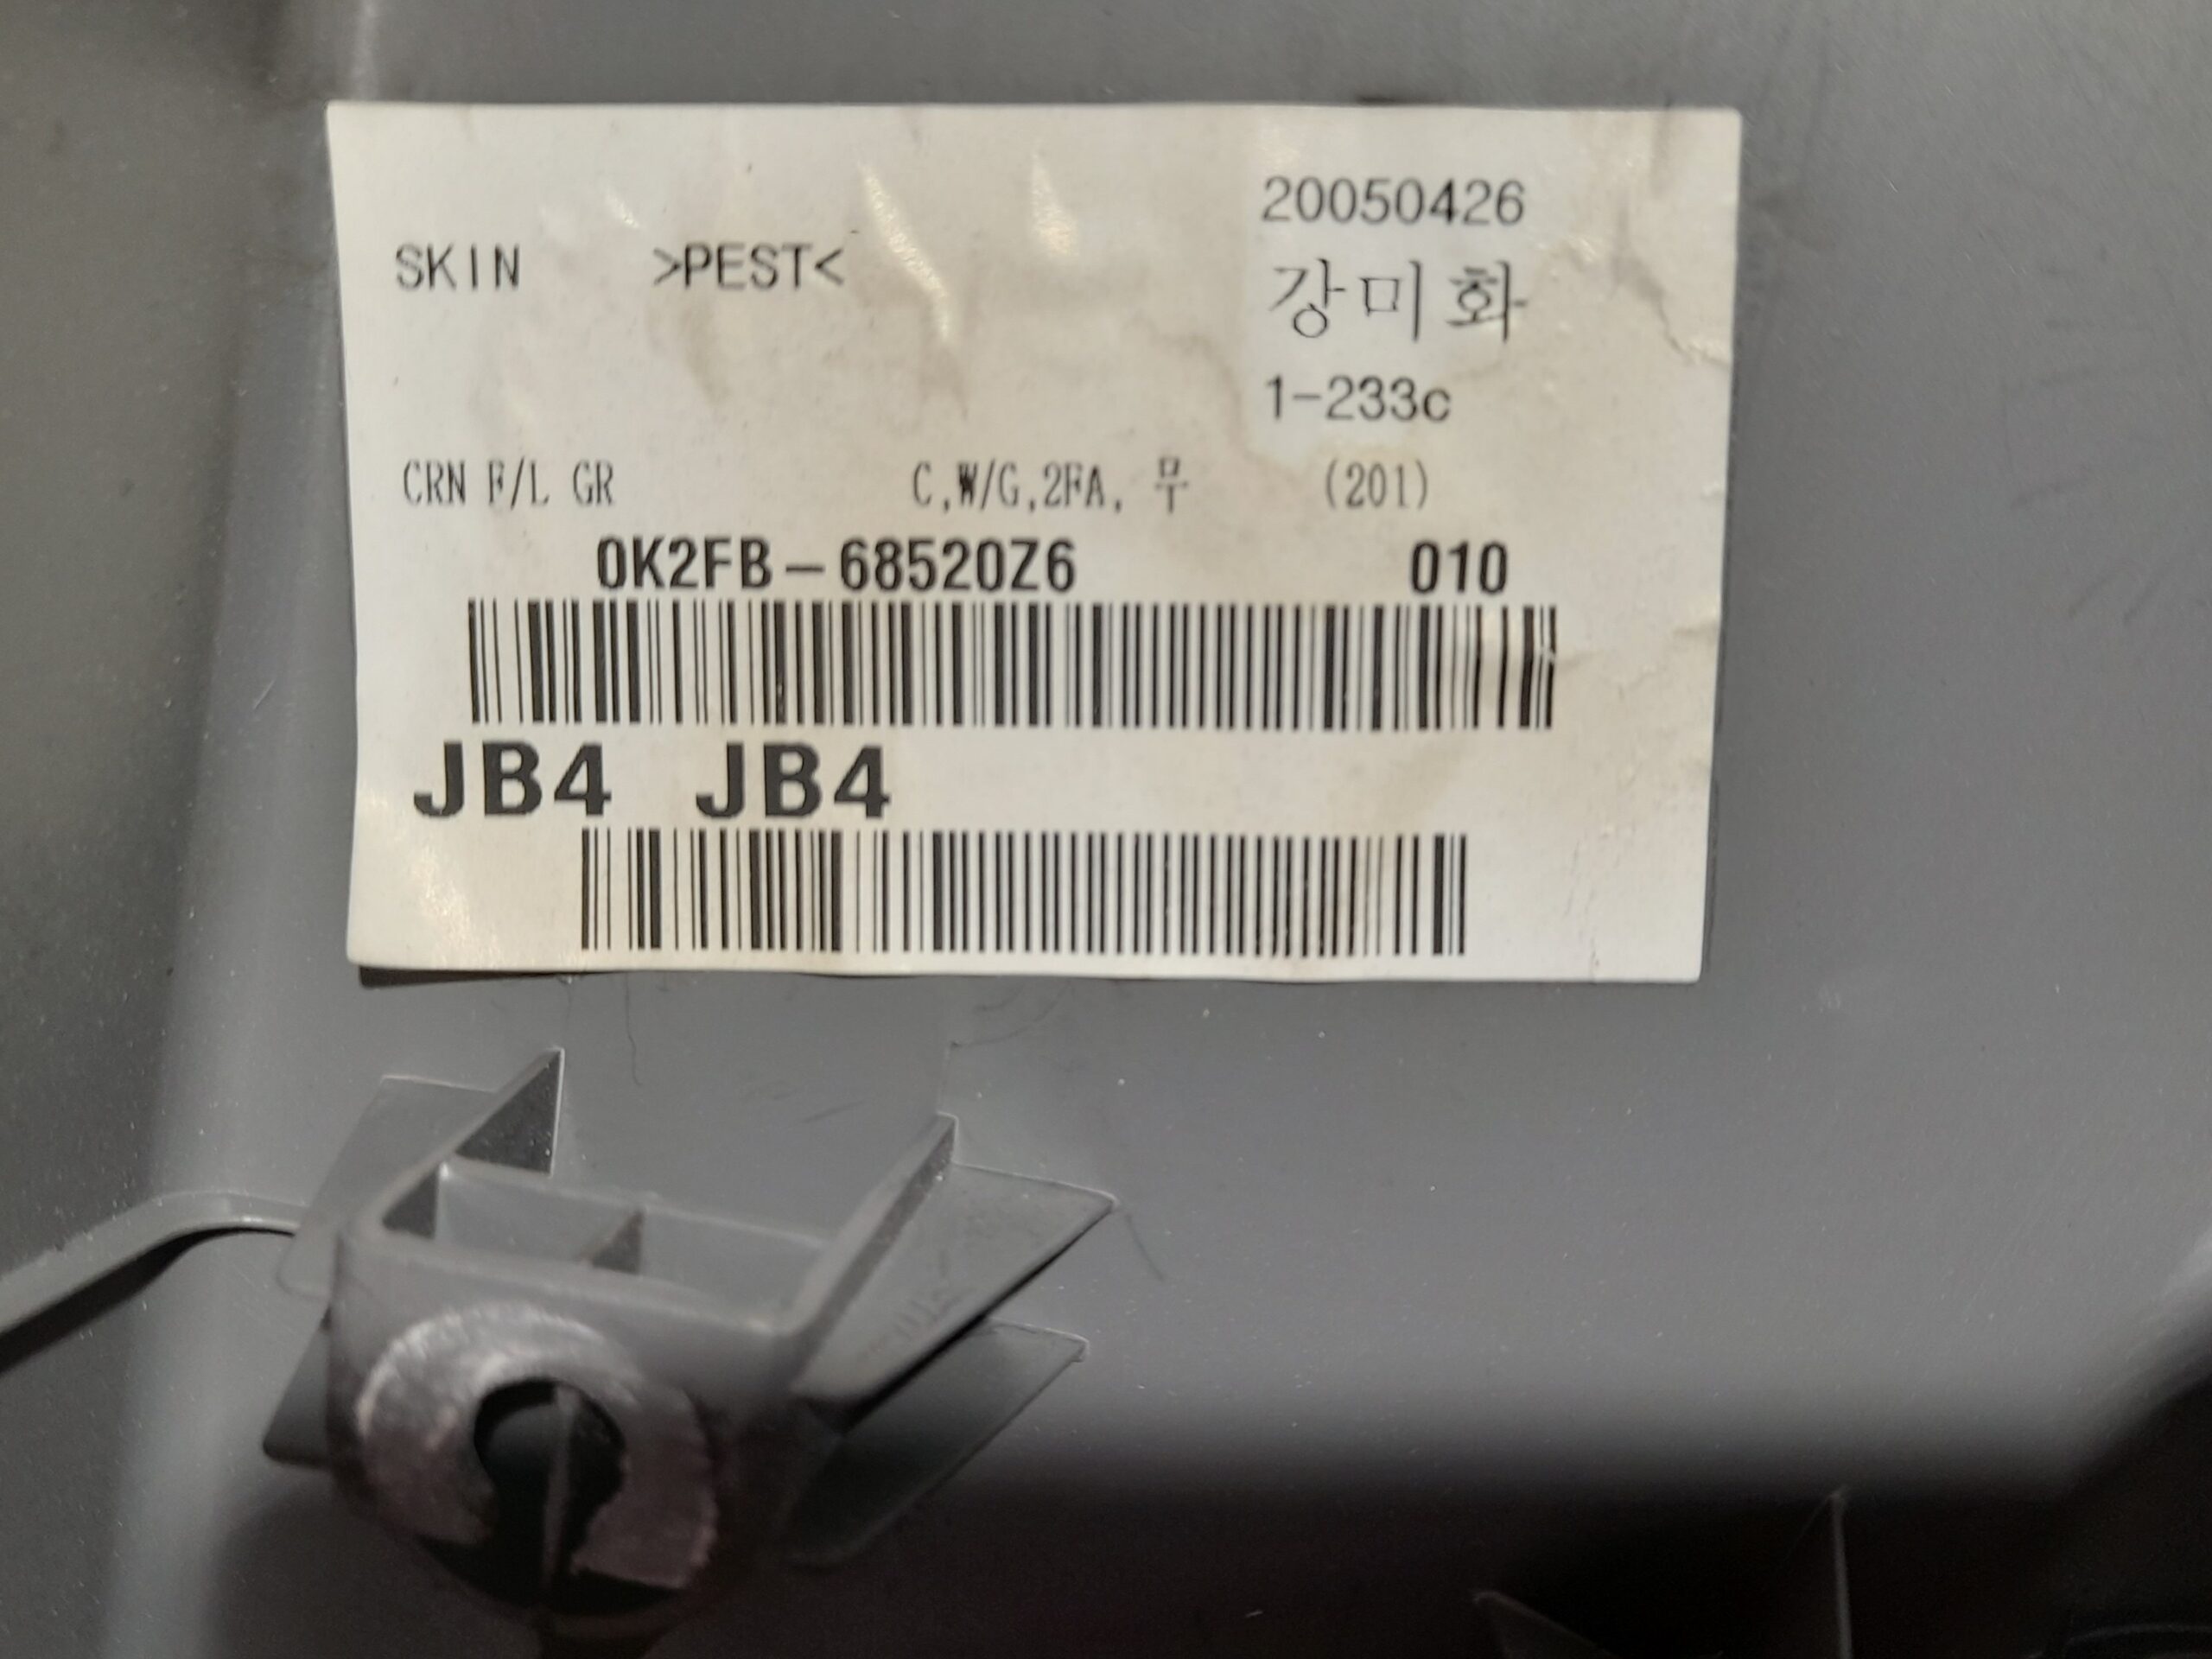 20050426
SKIN >PEST<
강미화
1-233c
CRN F/L GR C,W/G,2FA, 무 (201)
0K2FB-68520Z6 010
JB4 JB4